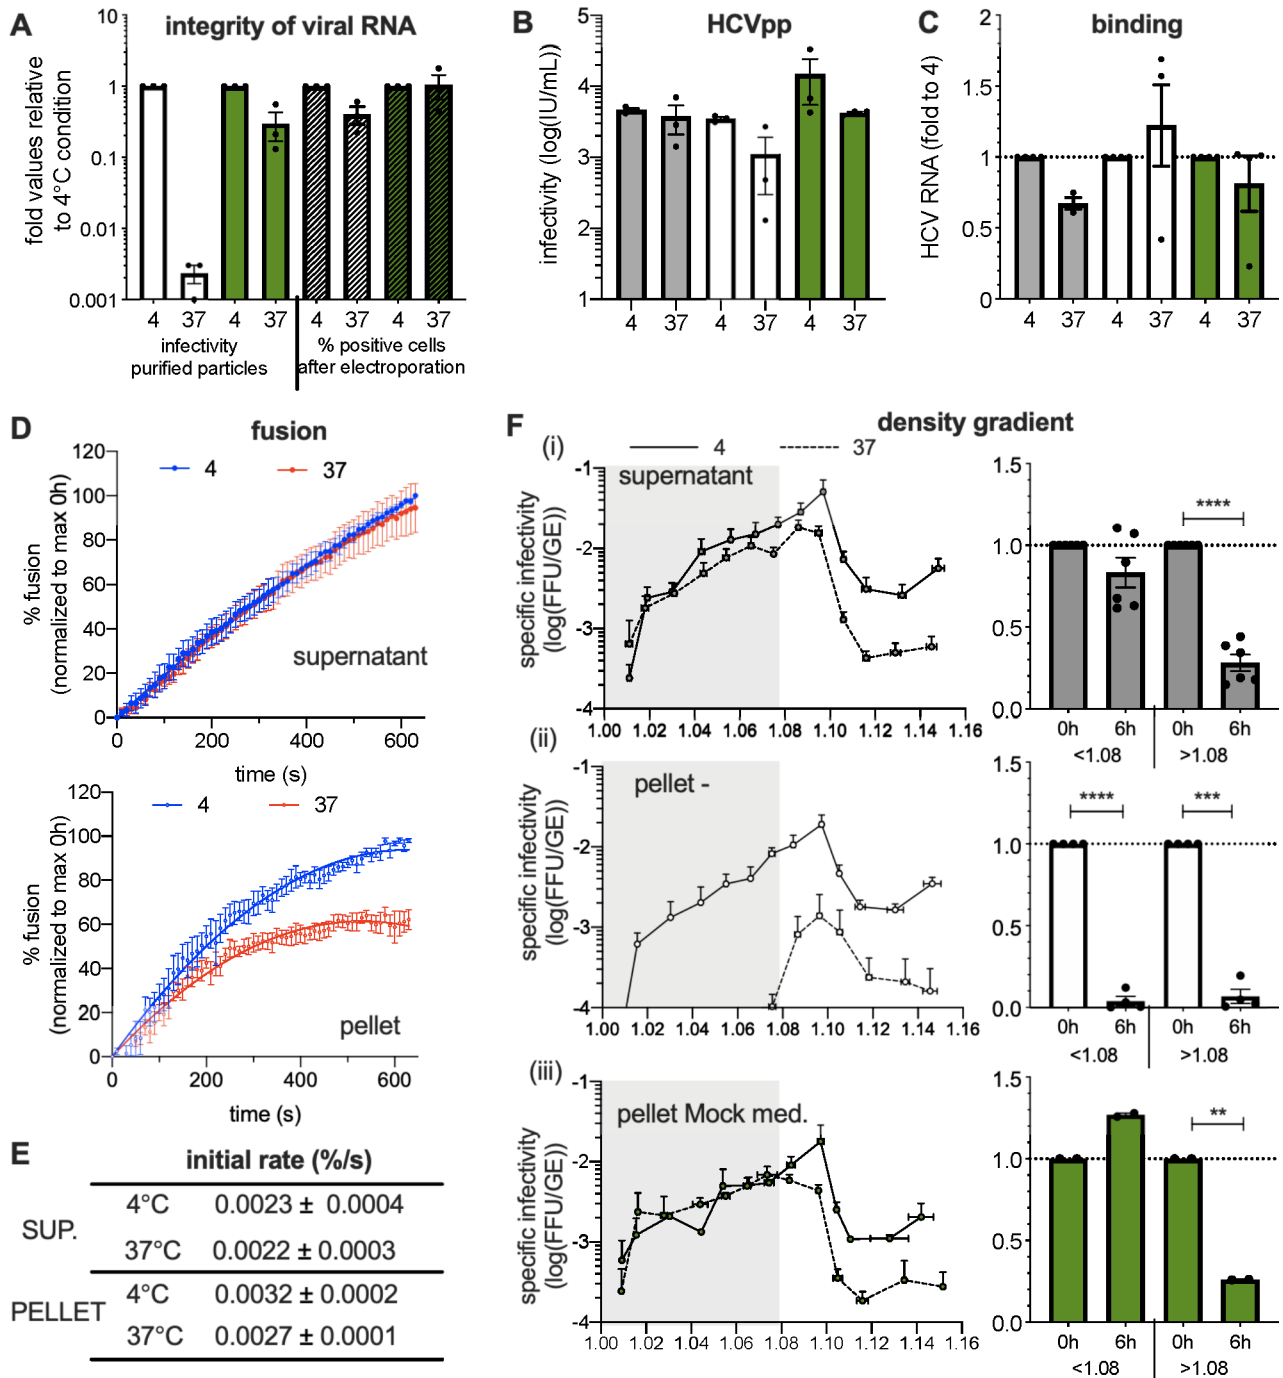 A
integrity of viral RNA
fold values relative
to 4°C condition
10
1
0.1
0.01
0.001
4
37
4
37
4
37
4
37
infectivity
purified particles
% positive cells
after electroporation
B
HCVpp
infectivity (log(IU/mL))
5
4
3
2
1
4
37
4
37
4
37
C
binding
HCV RNA (fold to 4)
2
1.5
1
0.5
0
4
37
4
37
4
37
D
fusion
4
37
% fusion
(normalized to max 0h)
120
100
80
60
40
20
0
supernatant
0
200
400
600
time (s)
4
37
% fusion
(normalized to max 0h)
120
100
80
60
40
20
0
pellet
0
200
400
600
time (s)
E
initial rate (%/s)
SUP.
4°C 0.0023 ± 0.0004
37°C 0.0022 ± 0.0003
PELLET
4°C 0.0032 ± 0.0002
37°C 0.0027 ± 0.0001
F
density gradient
(i)
4
37
supernatant
specific infectivity
(log(FFU/GE))
-1
-2
-3
-4
1.00 1.02 1.04 1.06 1.08 1.10 1.12 1.14 1.16
1.5
1.0
0.5
0.0
****
0h 6h 0h 6h
<1.08 >1.08
(ii)
pellet -
specific infectivity
(log(FFU/GE))
-1
-2
-3
-4
1.00 1.02 1.04 1.06 1.08 1.10 1.12 1.14 1.16
1.5
1.0
0.5
0.0
**** ***
0h 6h 0h 6h
<1.08 >1.08
(iii)
pellet Mock med.
specific infectivity
(log(FFU/GE))
-1
-2
-3
-4
1.00 1.02 1.04 1.06 1.08 1.10 1.12 1.14 1.16
1.5
1.0
0.5
0.0
**
0h 6h 0h 6h
<1.08 >1.08